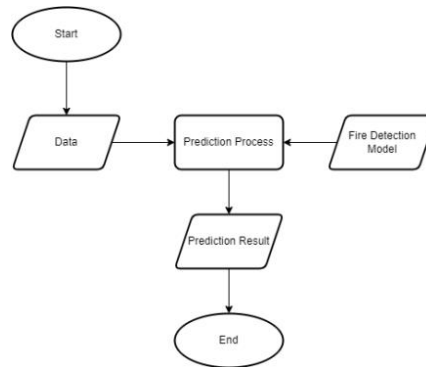 Start
Data
Prediction Process
Fire Detection
Model
Prediction Result
End